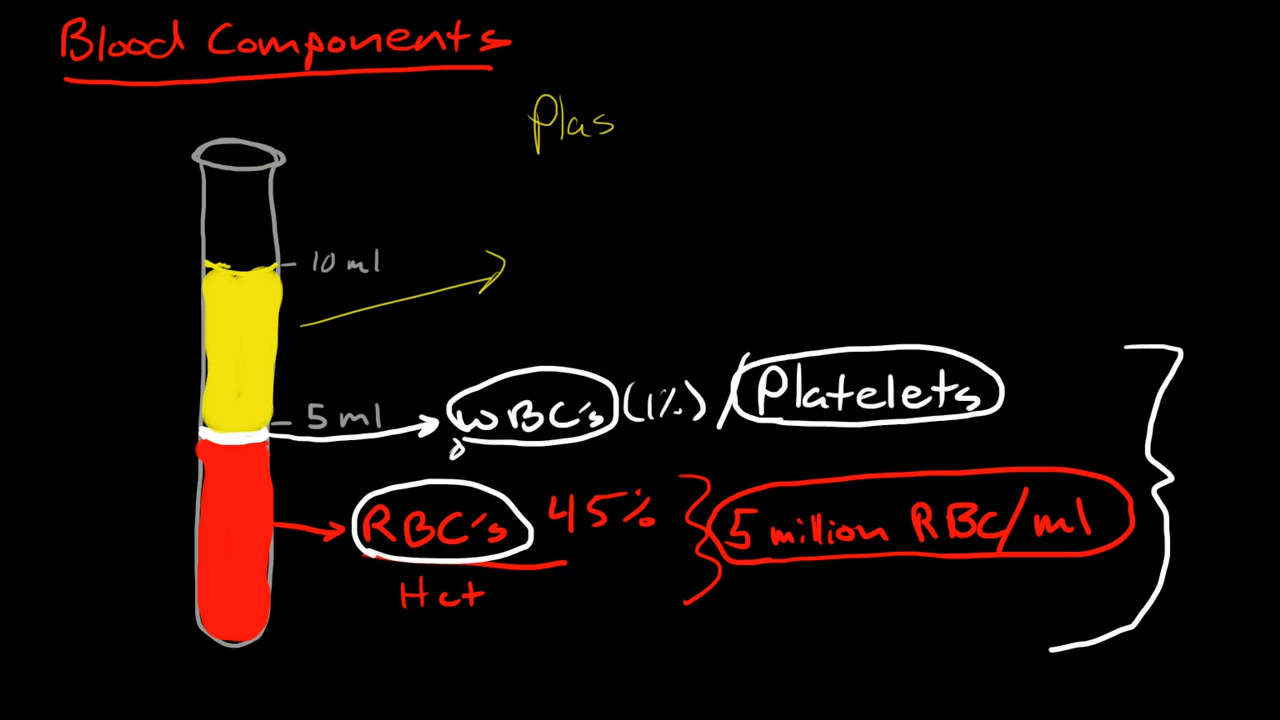 Blood Components
Plas
10 ml
5 ml
WBC's (1%) / Platelets
RBC's 45% 5 million RBC/ml
Hct